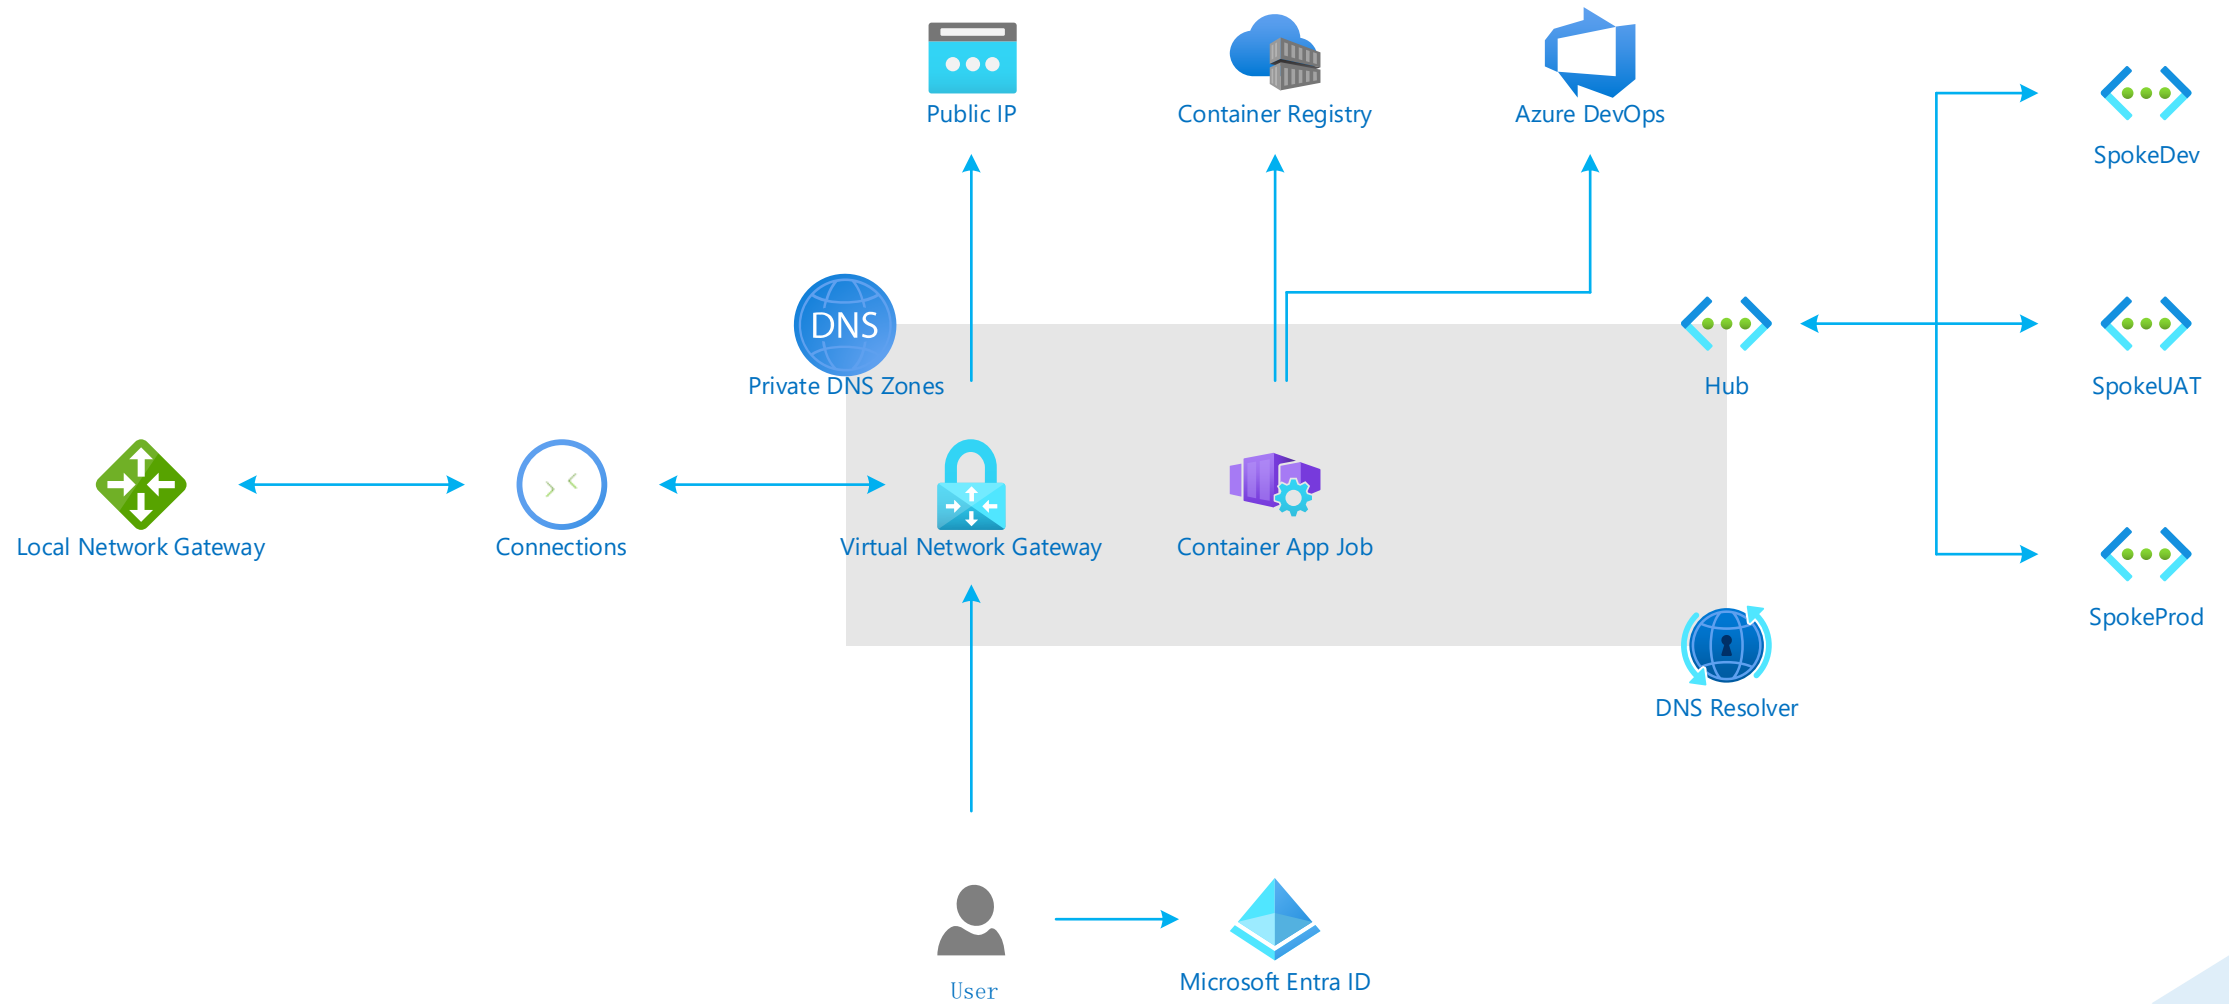 Public IP
Container Registry
Azure DevOps
SpokeDev
DNS
Private DNS Zones
Hub
SpokeUAT
Local Network Gateway
Connections
Virtual Network Gateway
Container App Job
SpokeProd
DNS Resolver
User
Microsoft Entra ID